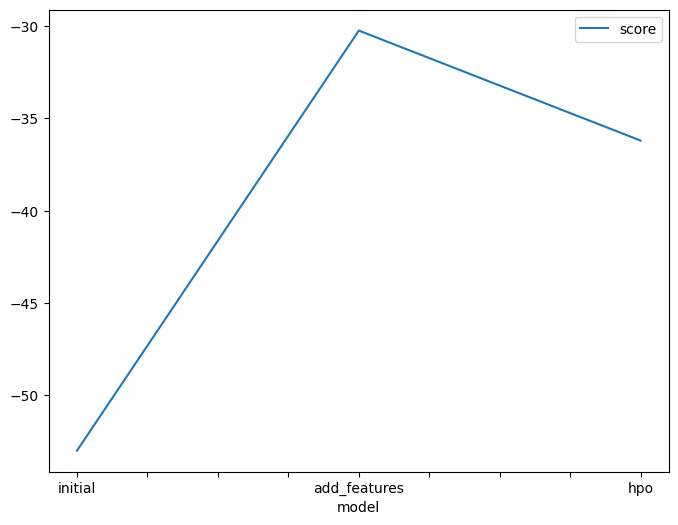 score
−30
−35
−40
−45
−50
initial
add_features
hpo
model